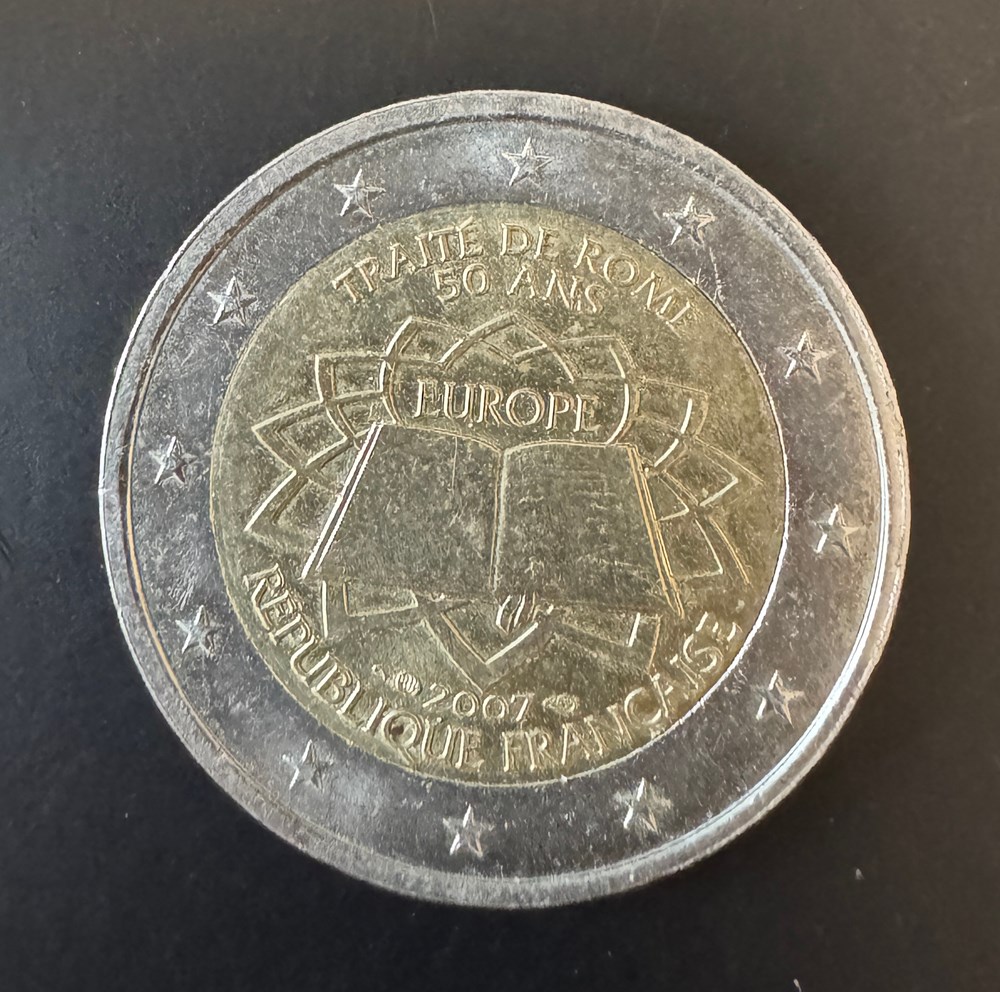 TRAITÉ DE ROME
50 ANS
EUROPE
2007
RÉPUBLIQUE FRANÇAISE